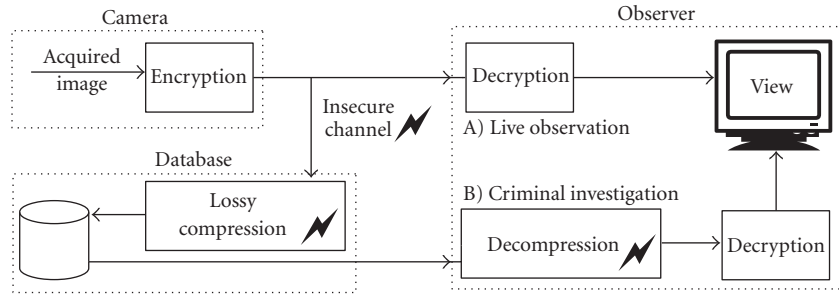 Camera
Acquired
image
Encryption
Insecure
channel
Observer
Decryption
View
A) Live observation
Database
Lossy
compression
B) Criminal investigation
Decompression
Decryption